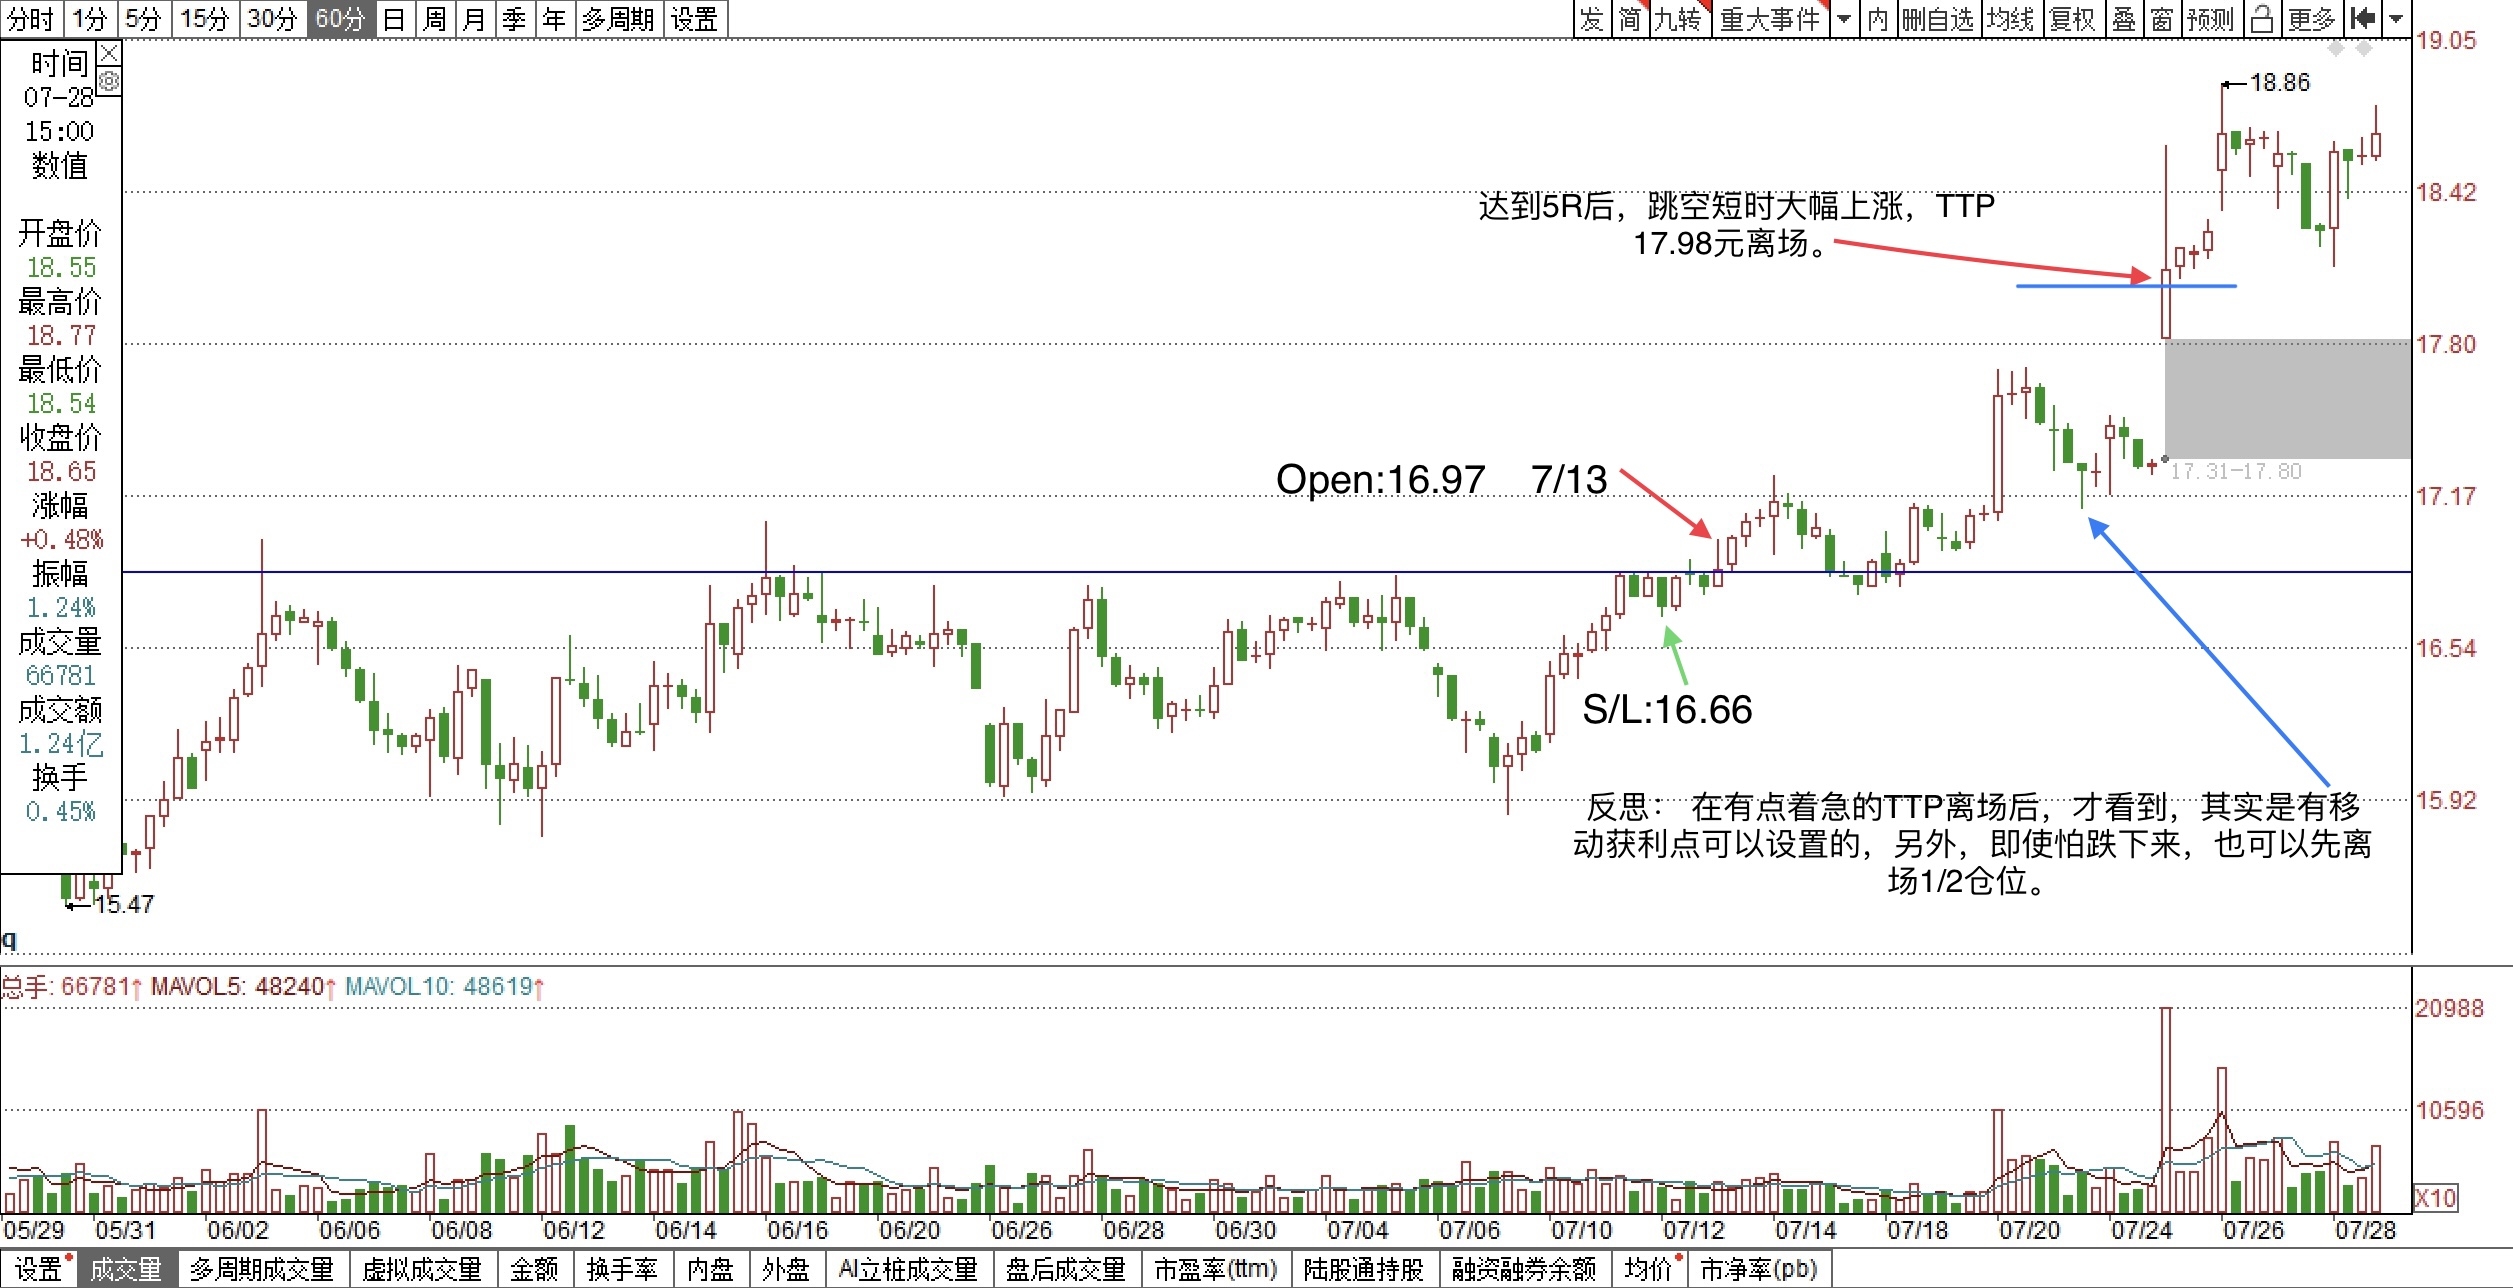 分时 1分 5分 15分 30分 60分 日 周 月 季 年 多周期 设置 发 简 九转 重大事件 内 删自选 均线 复权 叠 窗 预测 更多
时间
07-28
15:00
数值
开盘价
18.55
最高价
18.77
最低价
18.54
收盘价
18.65
涨幅
+0.48%
振幅
1.24%
成交量
66781
成交额
1.24亿
换手
0.45%
19.05
18.86
18.42
达到5R后，跳空短时大幅上涨，TTP
17.98元离场。
17.80
17.31-17.80
Open:16.97 7/13
17.17
16.54
S/L:16.66
15.92
反思： 在有点着急的TTP离场后，才看到，其实是有移
动获利点可以设置的，另外，即使怕跌下来，也可以先离
场1/2仓位。
15.47
q
总手: 66781↑ MAVOL5: 48240↑ MAVOL10: 48619↑
20988
10596
X10
05/29 05/31 06/02 06/06 06/08 06/12 06/14 06/16 06/20 06/26 06/28 06/30 07/04 07/06 07/10 07/12 07/14 07/18 07/20 07/24 07/26 07/28
设置 成交量 多周期成交量 虚拟成交量 金额 换手率 内盘 外盘 AI立桩成交量 盘后成交量 市盈率(ttm) 陆股通持股 融资融券余额 均价 市净率(pb)